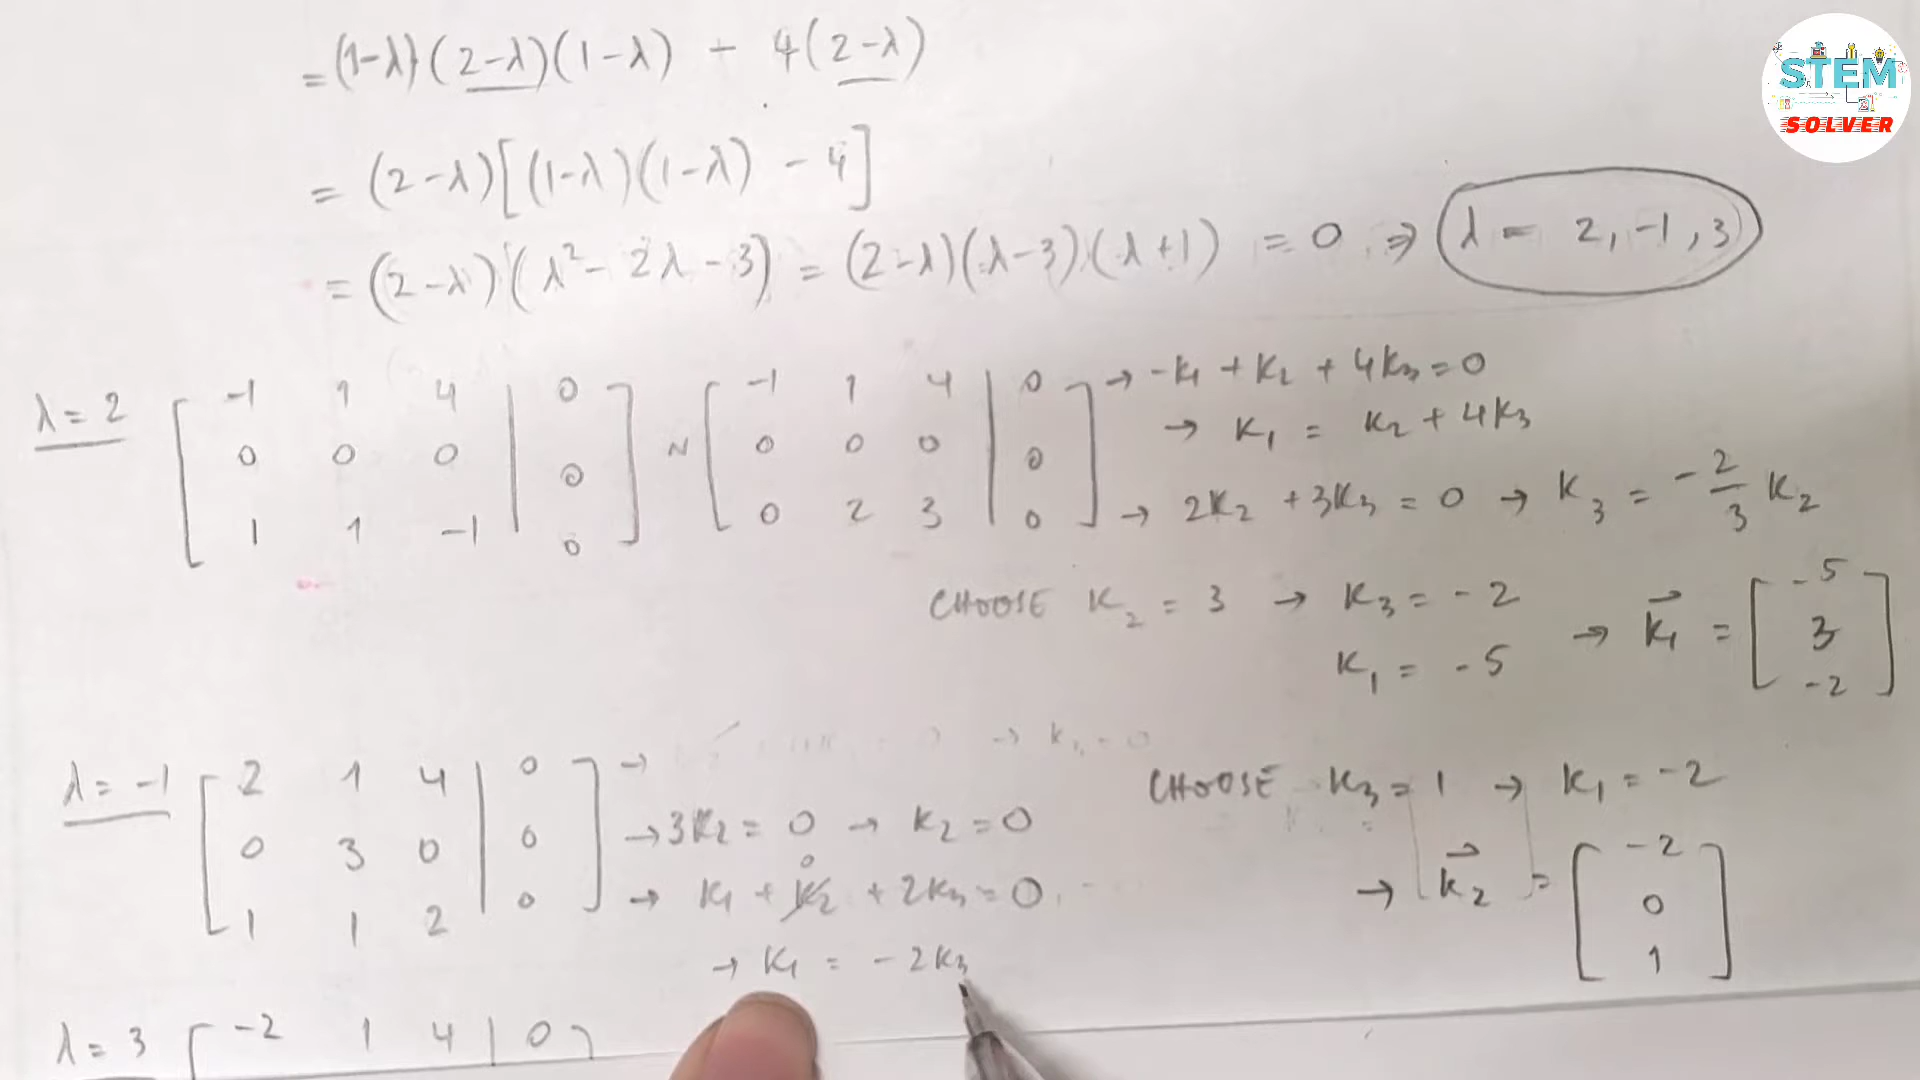 = (1-λ)(2-λ)(1-λ) - 4(2-λ)
= (2-λ)[(1-λ)(1-λ) - 4]
= (2-λ)(λ² - 2λ - 3) = (2-λ)(λ-3)(λ+1) = 0 ⇒ λ = 2, -1, 3
STEM
SOLVER
λ = 2 [ -1 1 4 | 0 ] ~ [ -1 1 4 | 0 ] → -K₁ + K₂ + 4K₃ = 0
→ K₁ = K₂ + 4K₃
0 0 0 | 0 0 0 0 | 0
1 1 -1 | 0 0 2 3 | 0 → 2K₂ + 3K₃ = 0 → K₃ = -2/3 K₂
CHOOSE K₂ = 3 → K₃ = -2
K₁ = -5 → K⃗₁ = [ -5
3
-2 ]
λ = -1 [ 2 1 4 | 0 ] →
0 3 0 | 0 → 3K₂ = 0 → K₂ = 0
0
1 1 2 | 0 → K₁ + K₂ + 2K₃ = 0
→ K₁ = -2K₃
CHOOSE K₃ = 1 → K₁ = -2
→ K⃗₂ = [ -2
0
1 ]
λ = 3 [ -2 1 4 | 0 ]